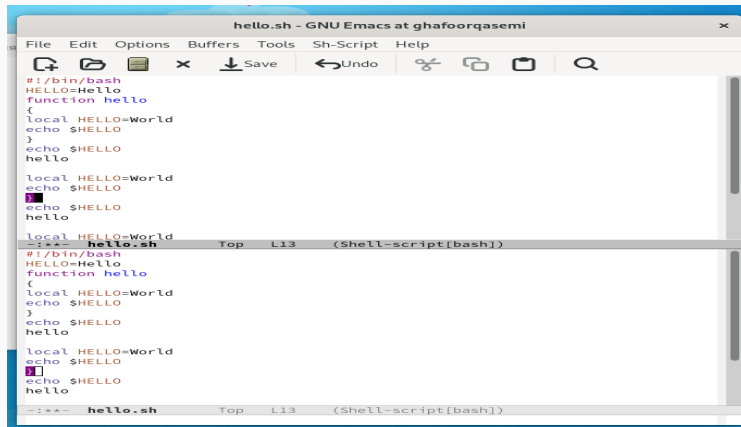 hello.sh - GNU Emacs at ghafoorqasemi
File Edit Options Buffers Tools Sh-Script Help
Save Undo
#!/bin/bash
HELLO=Hello
function hello
{
local HELLO=World
echo $HELLO
}
echo $HELLO
hello
local HELLO=World
echo $HELLO
}
echo $HELLO
hello
local HELLO=World
-:**- hello.sh Top L13 (Shell-script[bash])
#!/bin/bash
HELLO=Hello
function hello
{
local HELLO=World
echo $HELLO
}
echo $HELLO
hello
local HELLO=World
echo $HELLO
}
echo $HELLO
hello
-:**- hello.sh Top L13 (Shell-script[bash])